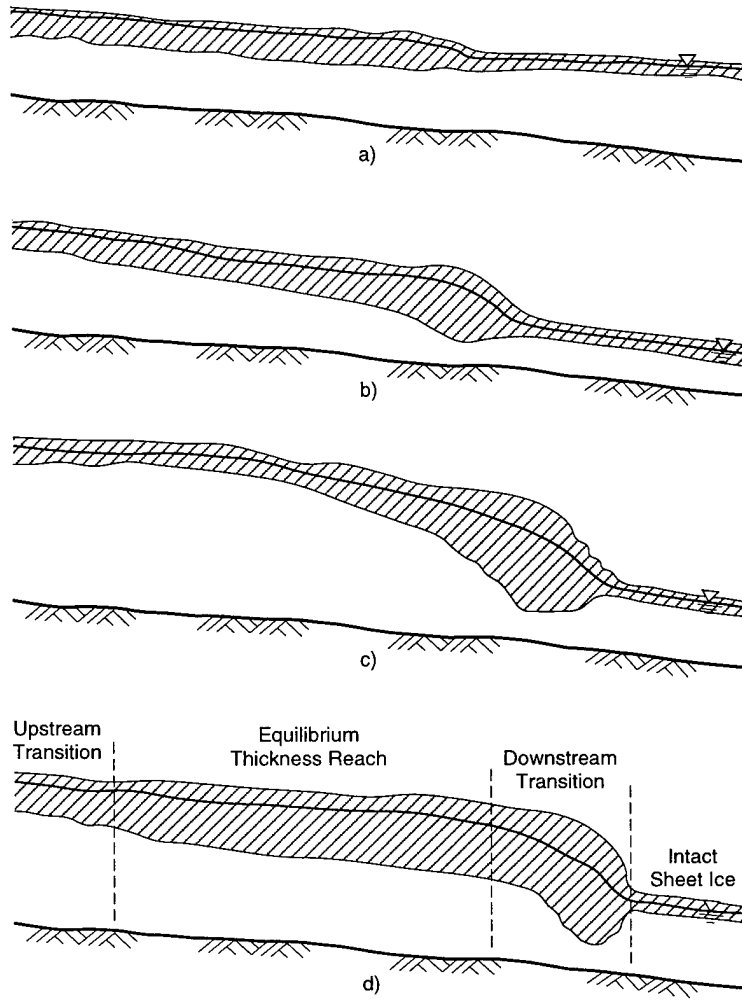 a)
b)
c)
Upstream
Transition
Equilibrium
Thickness Reach
Downstream
Transition
Intact
Sheet Ice
d)